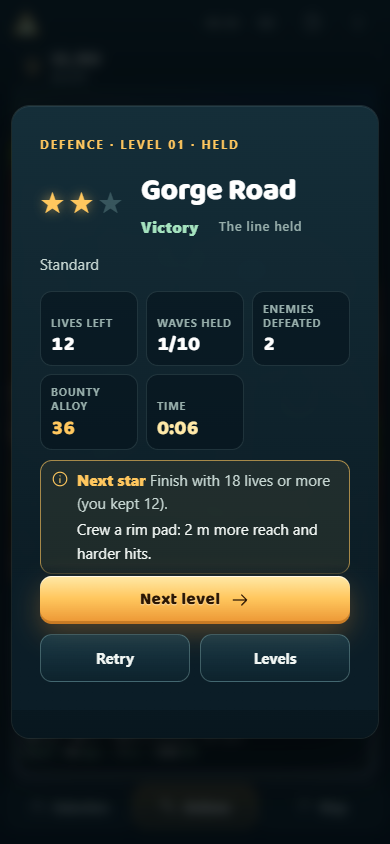 DEFENCE · LEVEL 01 · HELD
Gorge Road
Victory The line held
Standard
LIVES LEFT
12
WAVES HELD
1/10
ENEMIES
DEFEATED
2
BOUNTY
ALLOY
36
TIME
0:06
Next star Finish with 18 lives or more
(you kept 12).
Crew a rim pad: 2 m more reach and
harder hits.
Next level →
Retry
Levels